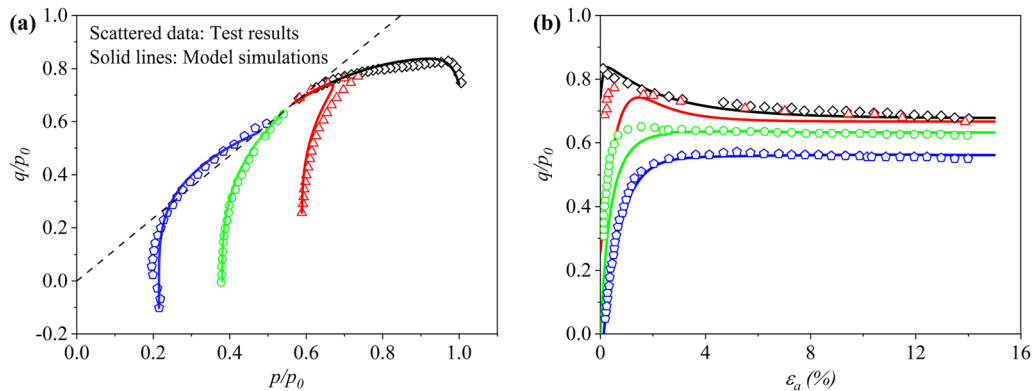 (a)
Scattered data: Test results
Solid lines: Model simulations
1.0
0.8
0.6
0.4
0.2
0.0
-0.2
q/p0
0.0 0.2 0.4 0.6 0.8 1.0
p/p0
(b)
1.0
0.8
0.6
0.4
0.2
0.0
q/p0
0 4 8 12 16
εa (%)